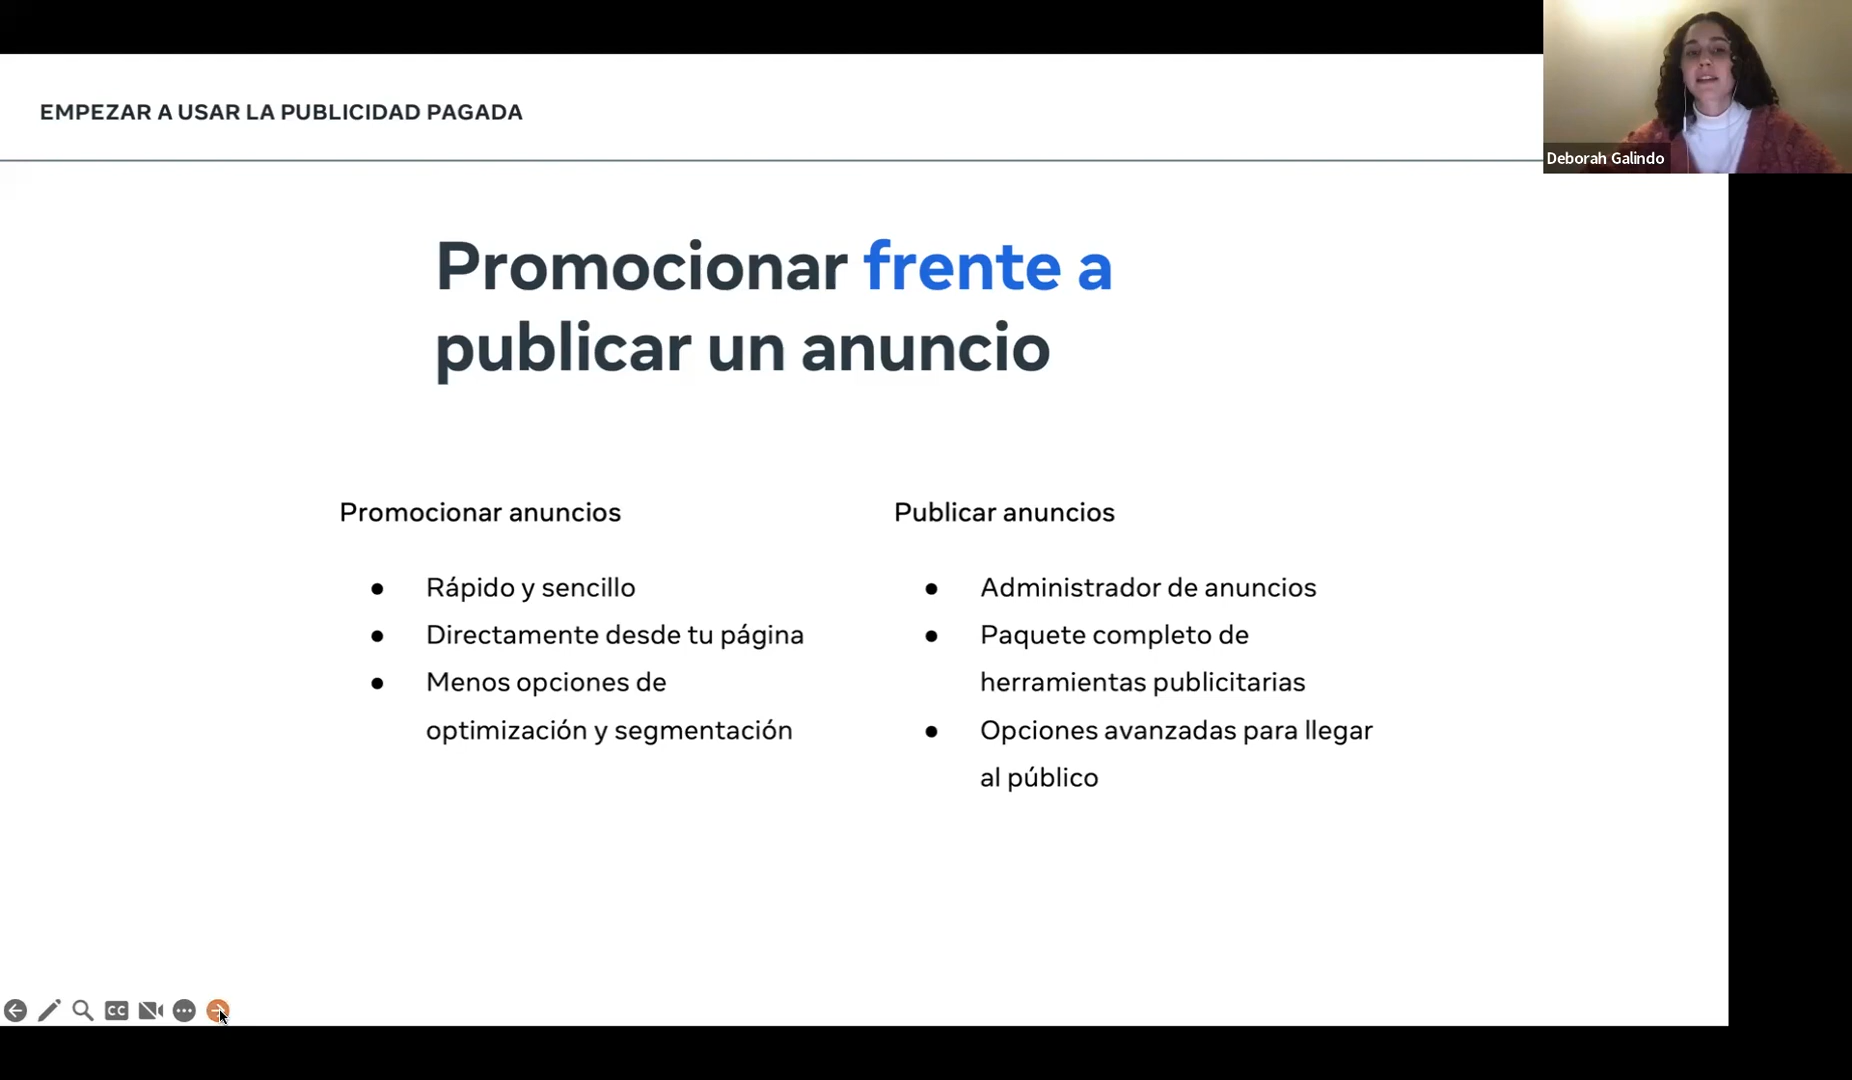 EMPEZAR A USAR LA PUBLICIDAD PAGADA
Deborah Galindo
Promocionar frente a
publicar un anuncio
Promocionar anuncios
● Rápido y sencillo
● Directamente desde tu página
● Menos opciones de
optimización y segmentación
Publicar anuncios
● Administrador de anuncios
● Paquete completo de
herramientas publicitarias
● Opciones avanzadas para llegar
al público
CC